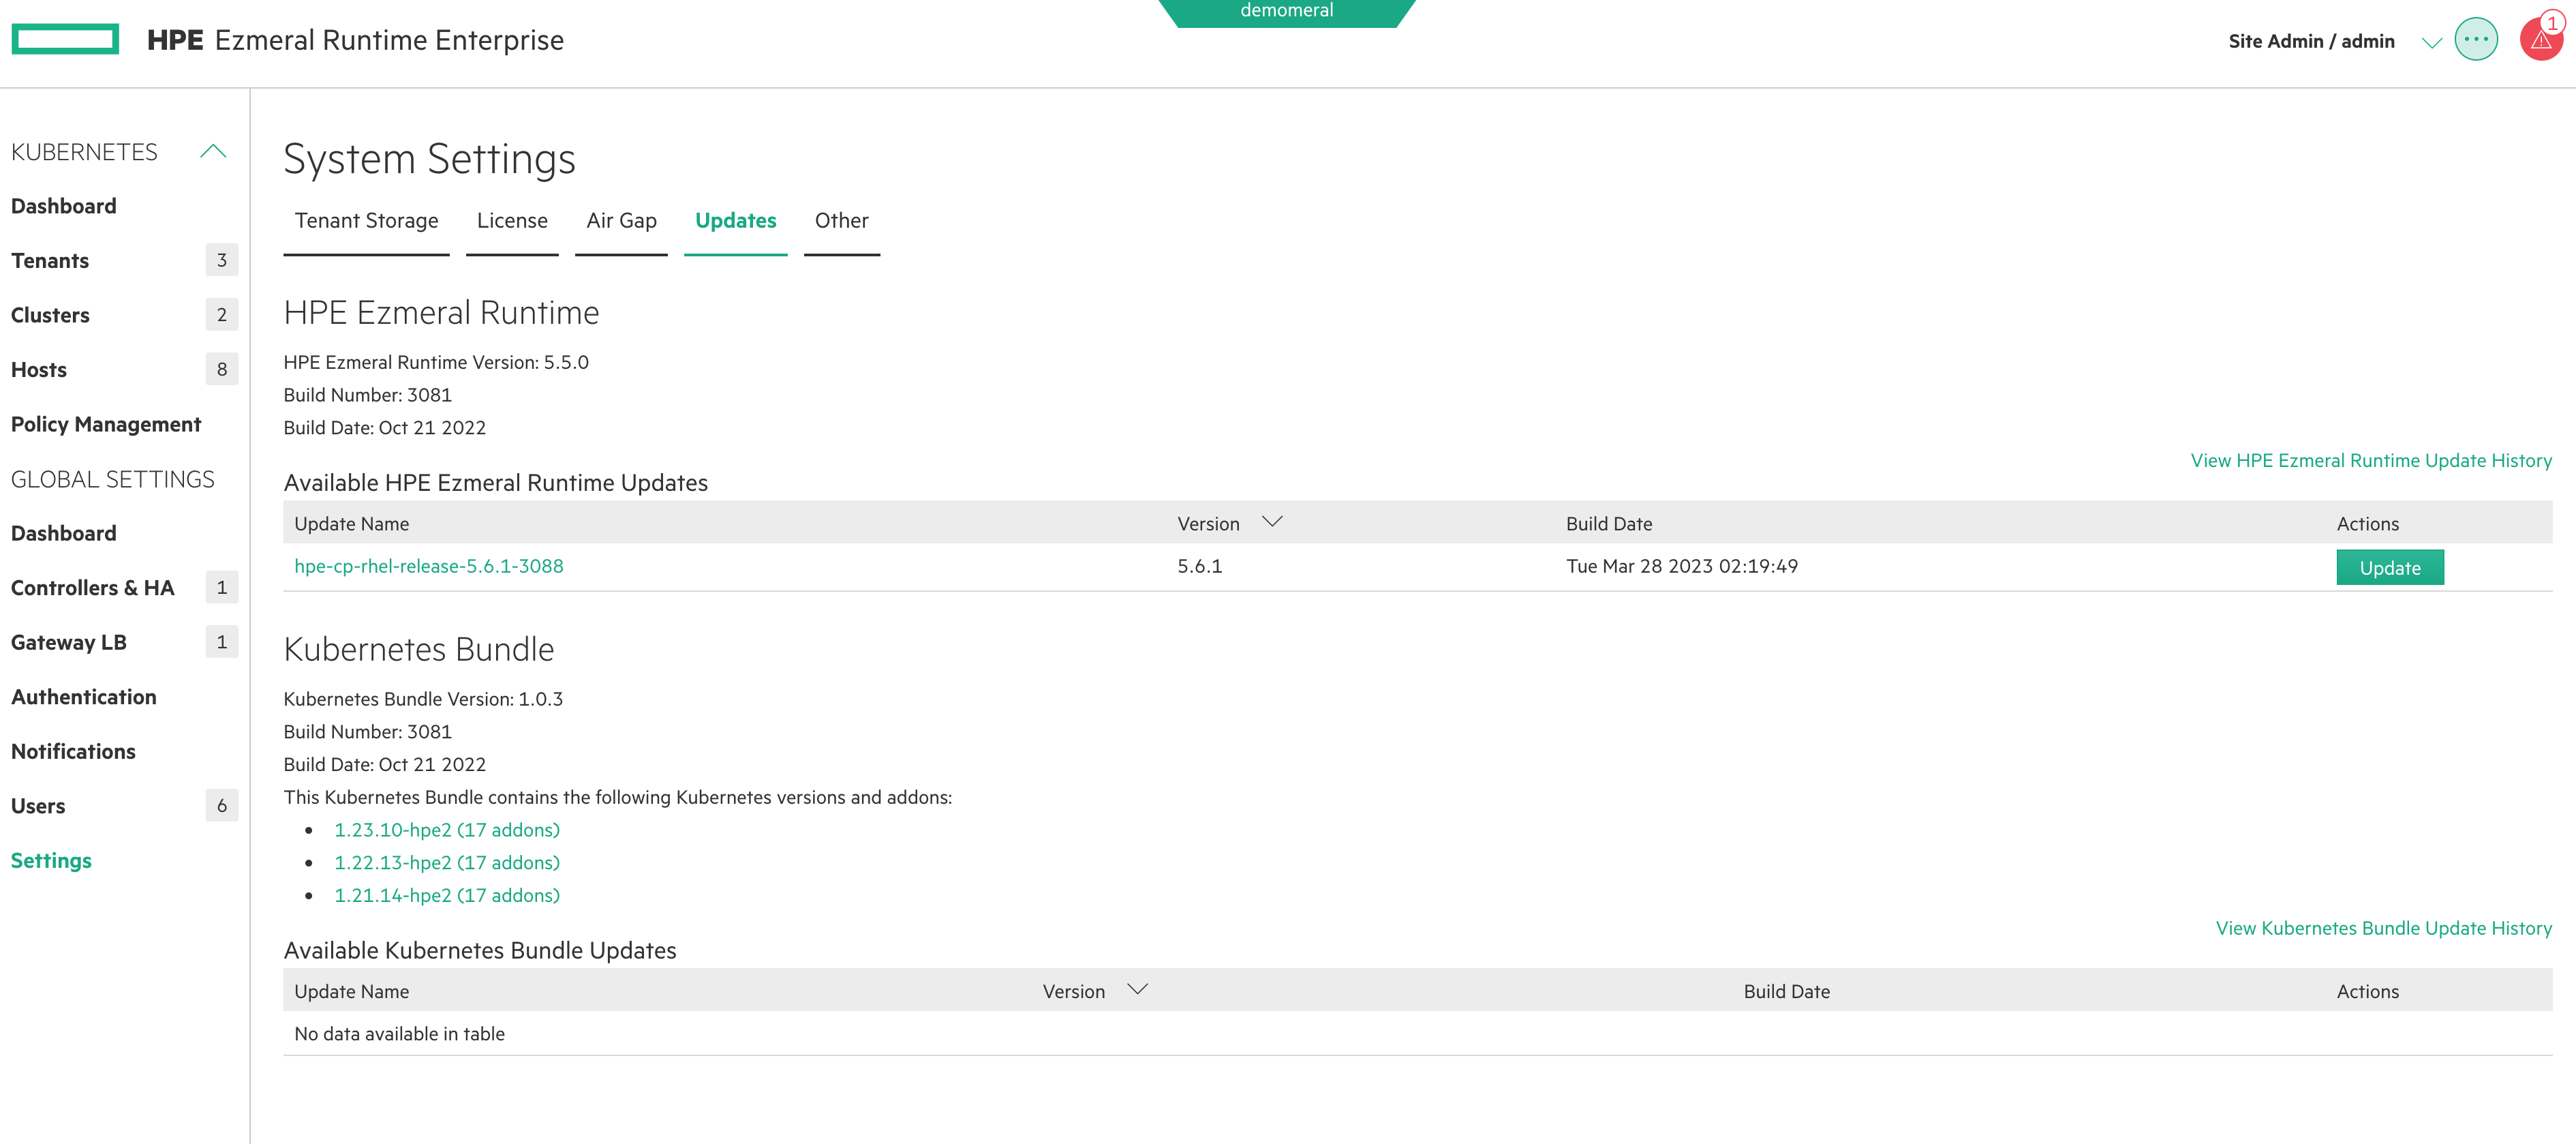 demomeral
HPE Ezmeral Runtime Enterprise
Site Admin / admin
1
KUBERNETES
Dashboard
Tenants 3
Clusters 2
Hosts 8
Policy Management
GLOBAL SETTINGS
Dashboard
Controllers & HA 1
Gateway LB 1
Authentication
Notifications
Users 6
Settings
System Settings
Tenant Storage License Air Gap Updates Other
HPE Ezmeral Runtime
HPE Ezmeral Runtime Version: 5.5.0
Build Number: 3081
Build Date: Oct 21 2022
View HPE Ezmeral Runtime Update History
Available HPE Ezmeral Runtime Updates
Update Name Version Build Date Actions
hpe-cp-rhel-release-5.6.1-3088 5.6.1 Tue Mar 28 2023 02:19:49 Update
Kubernetes Bundle
Kubernetes Bundle Version: 1.0.3
Build Number: 3081
Build Date: Oct 21 2022
This Kubernetes Bundle contains the following Kubernetes versions and addons:
• 1.23.10-hpe2 (17 addons)
• 1.22.13-hpe2 (17 addons)
• 1.21.14-hpe2 (17 addons)
View Kubernetes Bundle Update History
Available Kubernetes Bundle Updates
Update Name Version Build Date Actions
No data available in table